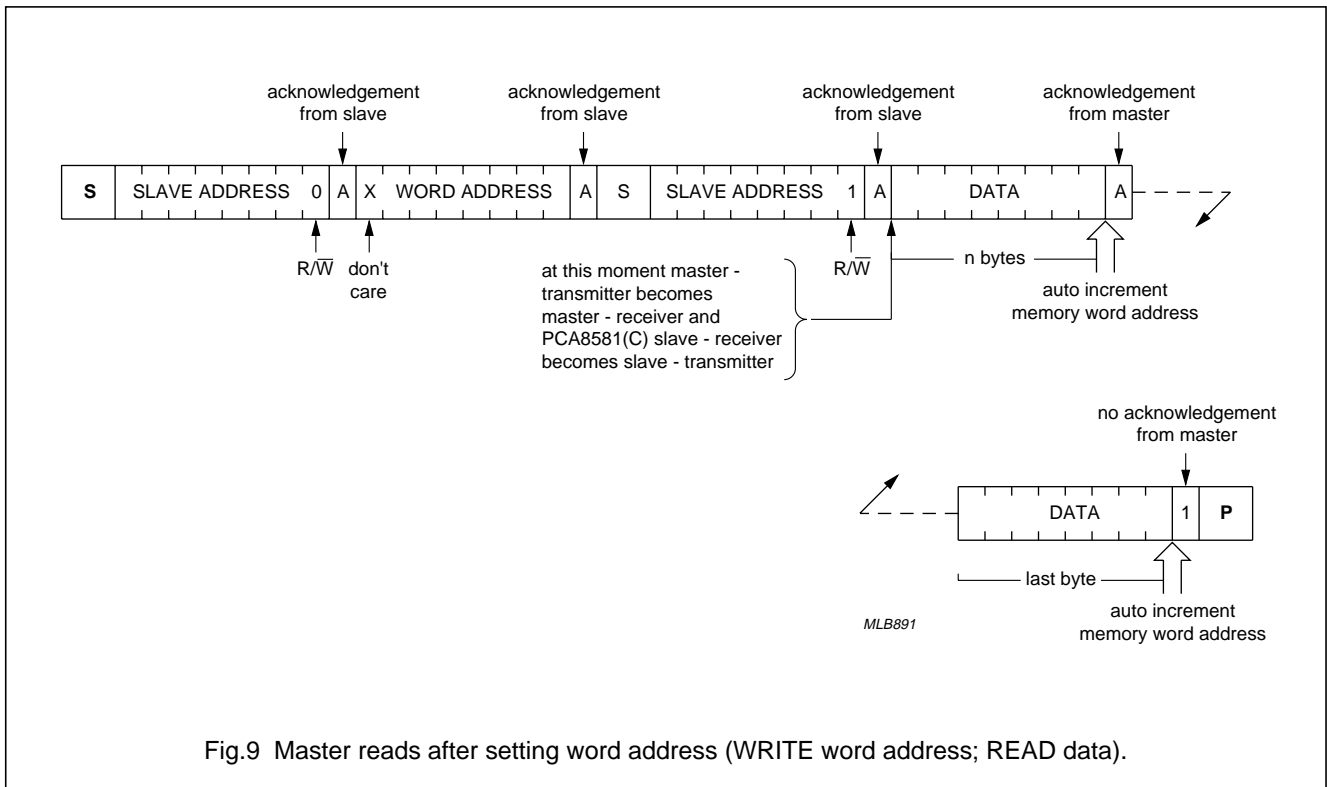 acknowledgement
from slave
acknowledgement
from slave
acknowledgement
from slave
acknowledgement
from master
S SLAVE ADDRESS 0 A X WORD ADDRESS A S SLAVE ADDRESS 1 A DATA A
R/W̅
don't
care
at this moment master -
transmitter becomes
master - receiver and
PCA8581(C) slave - receiver
becomes slave - transmitter
R/W̅
n bytes
auto increment
memory word address
no acknowledgement
from master
DATA 1 P
last byte
auto increment
memory word address
MLB891
Fig.9 Master reads after setting word address (WRITE word address; READ data).